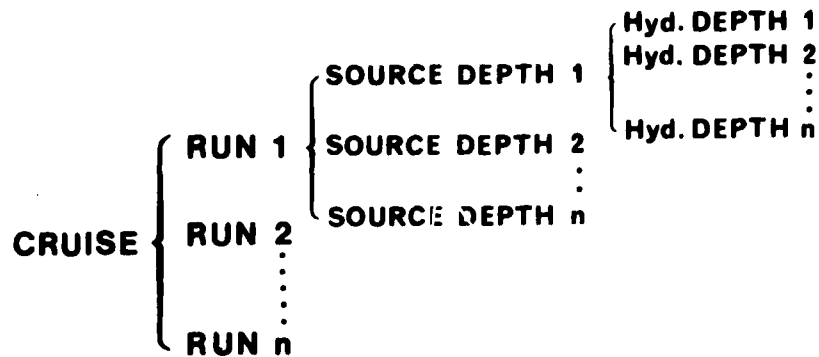 CRUISE
RUN 1
RUN 2
RUN n
SOURCE DEPTH 1
SOURCE DEPTH 2
SOURCE DEPTH n
Hyd. DEPTH 1
Hyd. DEPTH 2
Hyd. DEPTH n